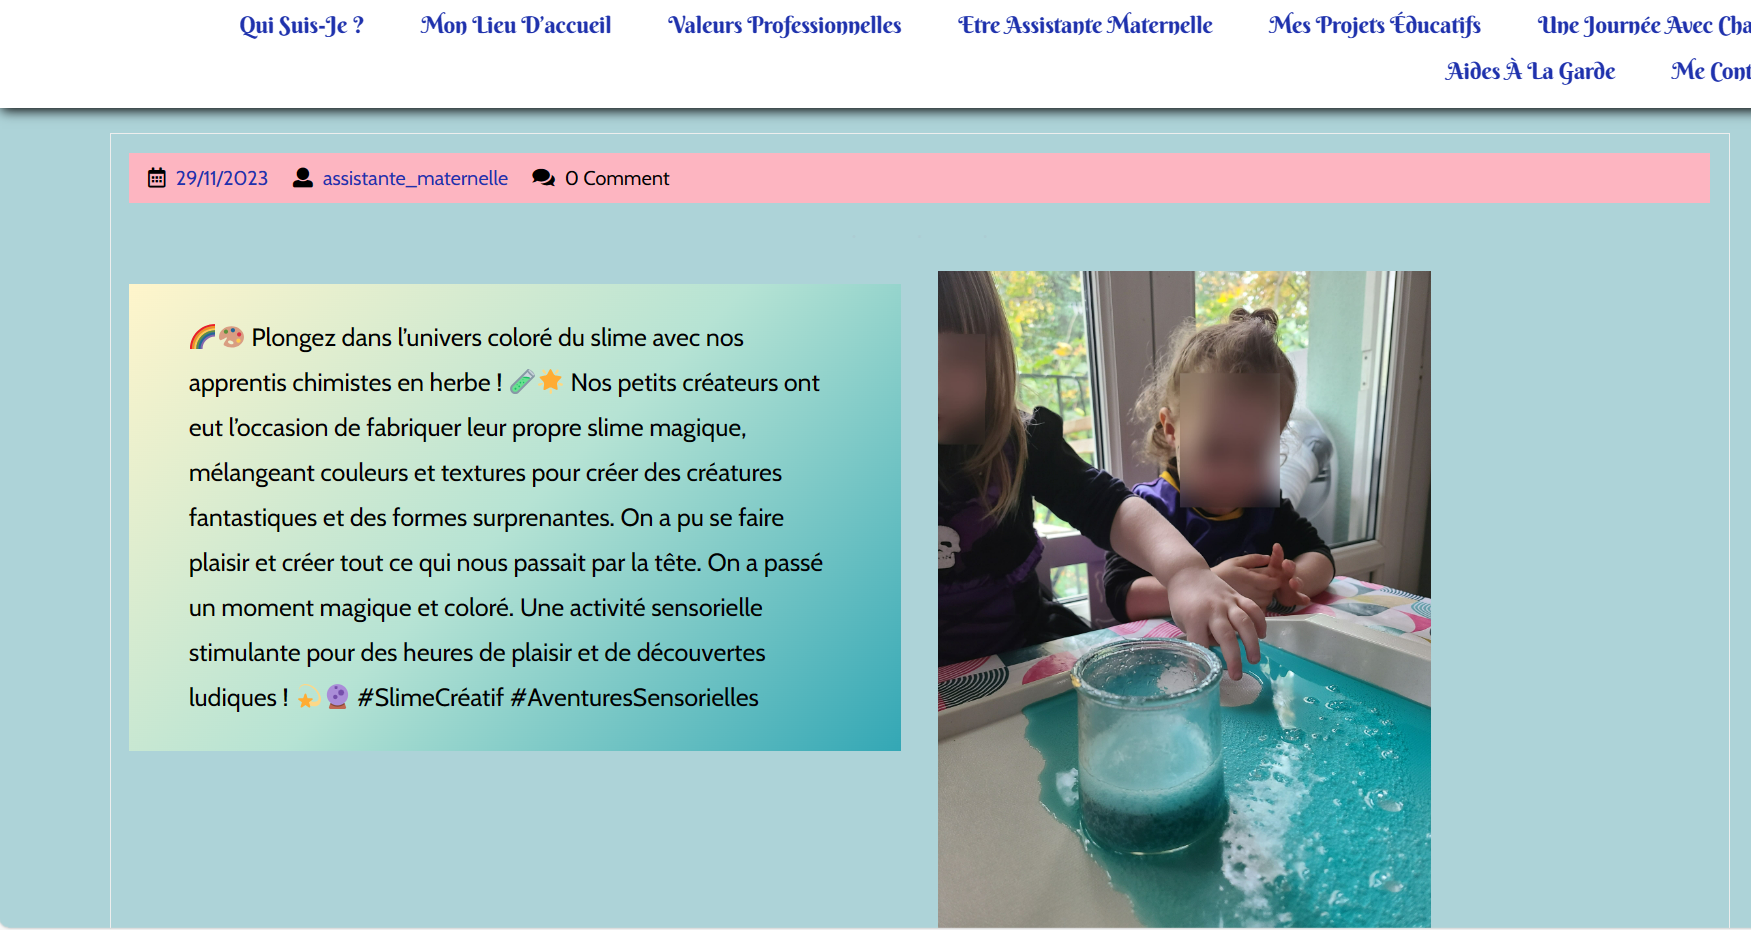 Qui Suis-Je ? Mon Lieu D'accueil Valeurs Professionnelles Etre Assistante Maternelle Mes Projets Éducatifs Une Journée Avec
Aides À La Garde Me
29/11/2023 assistante_maternelle 0 Comment
🌈🎨 Plongez dans l'univers coloré du slime avec nos
apprentis chimistes en herbe ! 🧪⭐ Nos petits créateurs ont
eut l'occasion de fabriquer leur propre slime magique,
mélangeant couleurs et textures pour créer des créatures
fantastiques et des formes surprenantes. On a pu se faire
plaisir et créer tout ce qui nous passait par la tête. On a passé
un moment magique et coloré. Une activité sensorielle
stimulante pour des heures de plaisir et de découvertes
ludiques ! 💫🔮 #SlimeCréatif #AventuresSensorielles